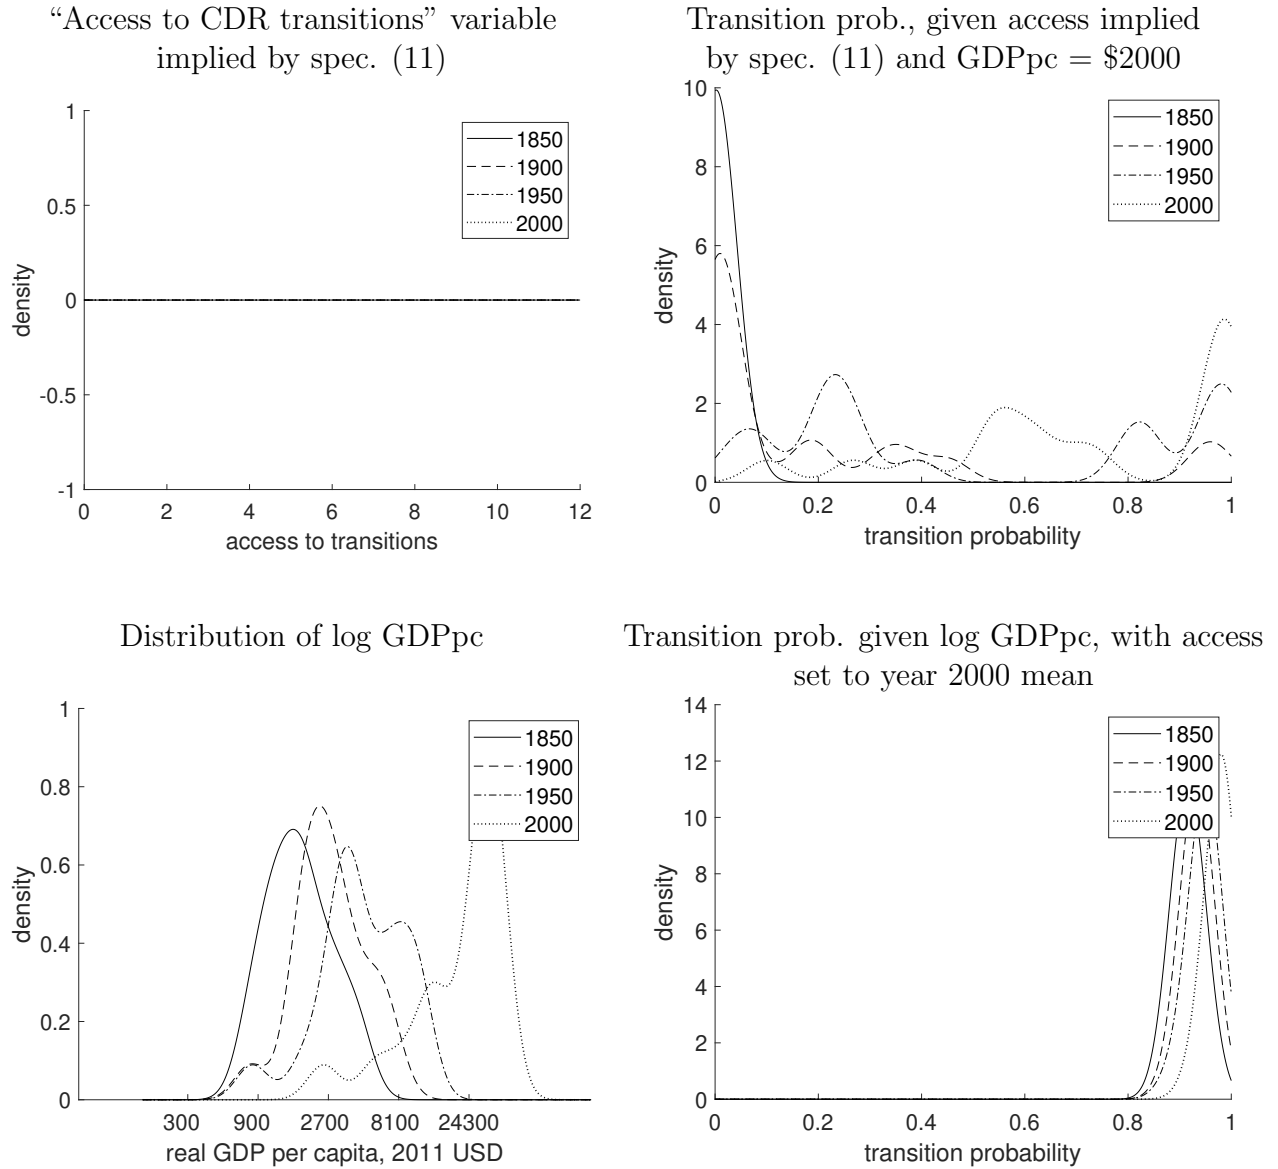 “Access to CDR transitions” variable
implied by spec. (11)
1
0.5
0
-0.5
-1
density
0 2 4 6 8 10 12
access to transitions
1850
1900
1950
2000
Transition prob., given access implied
by spec. (11) and GDPpc = $2000
10
8
6
4
2
0
density
0 0.2 0.4 0.6 0.8 1
transition probability
1850
1900
1950
2000
Distribution of log GDPpc
1
0.8
0.6
0.4
0.2
0
density
300 900 2700 8100 24300
real GDP per capita, 2011 USD
1850
1900
1950
2000
Transition prob. given log GDPpc, with access
set to year 2000 mean
14
12
10
8
6
4
2
0
density
0 0.2 0.4 0.6 0.8 1
transition probability
1850
1900
1950
2000